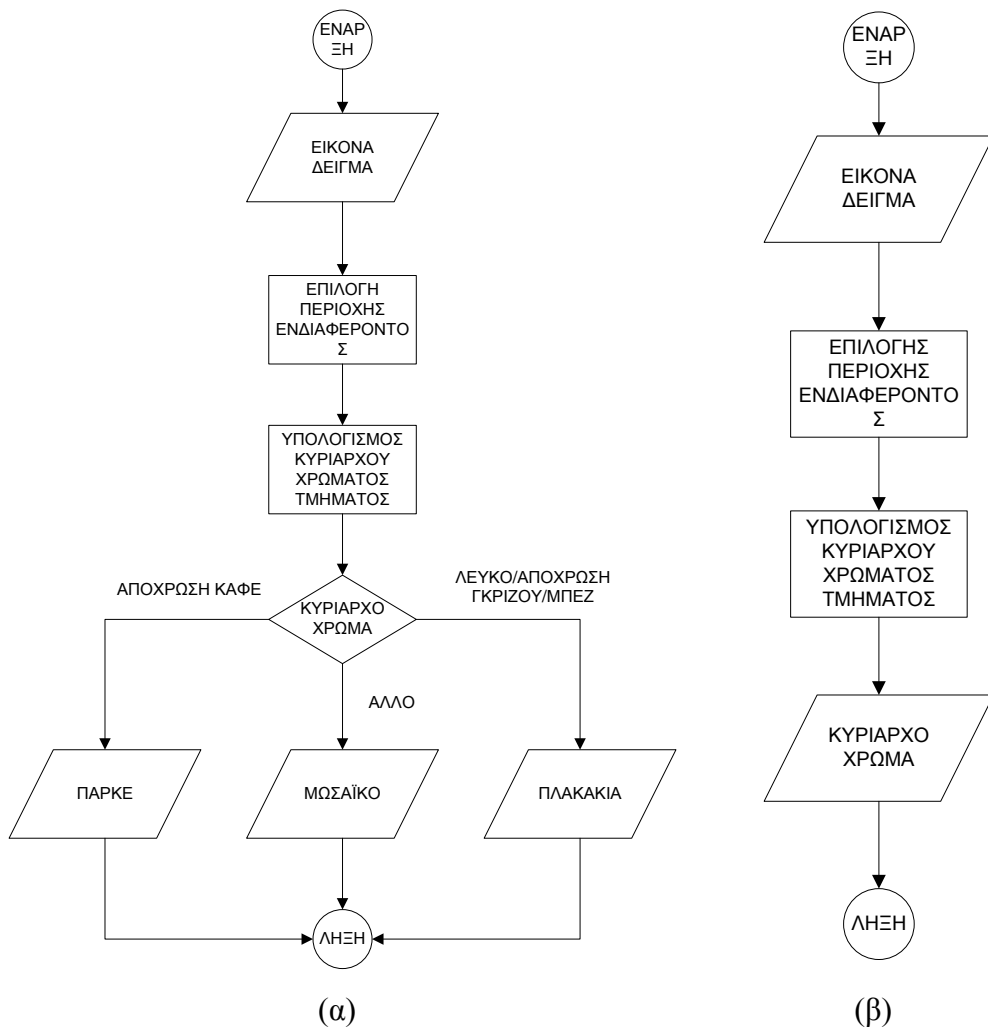 ΕΝΑΡ
ΞΗ
ΕΙΚΟΝΑ
ΔΕΙΓΜΑ
ΕΠΙΛΟΓΗ
ΠΕΡΙΟΧΗΣ
ΕΝΔΙΑΦΕΡΟΝΤΟ
Σ
ΥΠΟΛΟΓΙΣΜΟΣ
ΚΥΡΙΑΡΧΟΥ
ΧΡΩΜΑΤΟΣ
ΤΜΗΜΑΤΟΣ
ΚΥΡΙΑΡΧΟ
ΧΡΩΜΑ
ΑΠΟΧΡΩΣΗ ΚΑΦΕ
ΛΕΥΚΟ/ΑΠΟΧΡΩΣΗ
ΓΚΡΙΖΟΥ/ΜΠΕΖ
ΑΛΛΟ
ΠΑΡΚΕ
ΜΩΣΑΪΚΟ
ΠΛΑΚΑΚΙΑ
ΛΗΞΗ
(α)
ΕΝΑΡ
ΞΗ
ΕΙΚΟΝΑ
ΔΕΙΓΜΑ
ΕΠΙΛΟΓΗΣ
ΠΕΡΙΟΧΗΣ
ΕΝΔΙΑΦΕΡΟΝΤΟ
Σ
ΥΠΟΛΟΓΙΣΜΟΣ
ΚΥΡΙΑΡΧΟΥ
ΧΡΩΜΑΤΟΣ
ΤΜΗΜΑΤΟΣ
ΚΥΡΙΑΡΧΟ
ΧΡΩΜΑ
ΛΗΞΗ
(β)